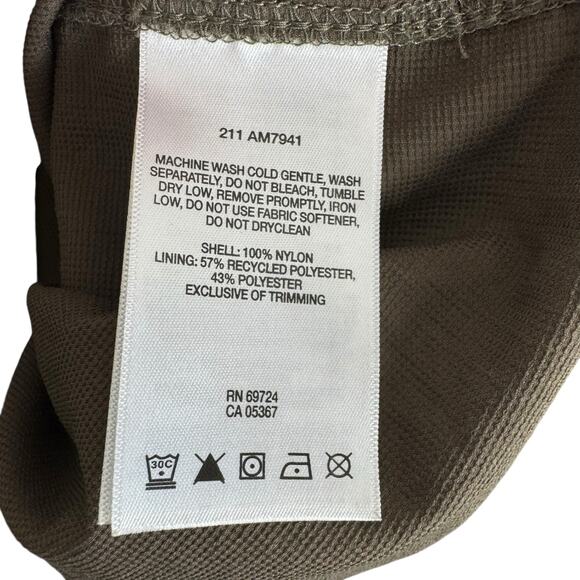 211 AM7941
MACHINE WASH COLD GENTLE, WASH
SEPARATELY, DO NOT BLEACH, TUMBLE
DRY LOW, REMOVE PROMPTLY, IRON
LOW, DO NOT USE FABRIC SOFTENER,
DO NOT DRYCLEAN
SHELL: 100% NYLON
LINING: 57% RECYCLED POLYESTER,
43% POLYESTER
EXCLUSIVE OF TRIMMING
RN 69724
CA 05367
30C